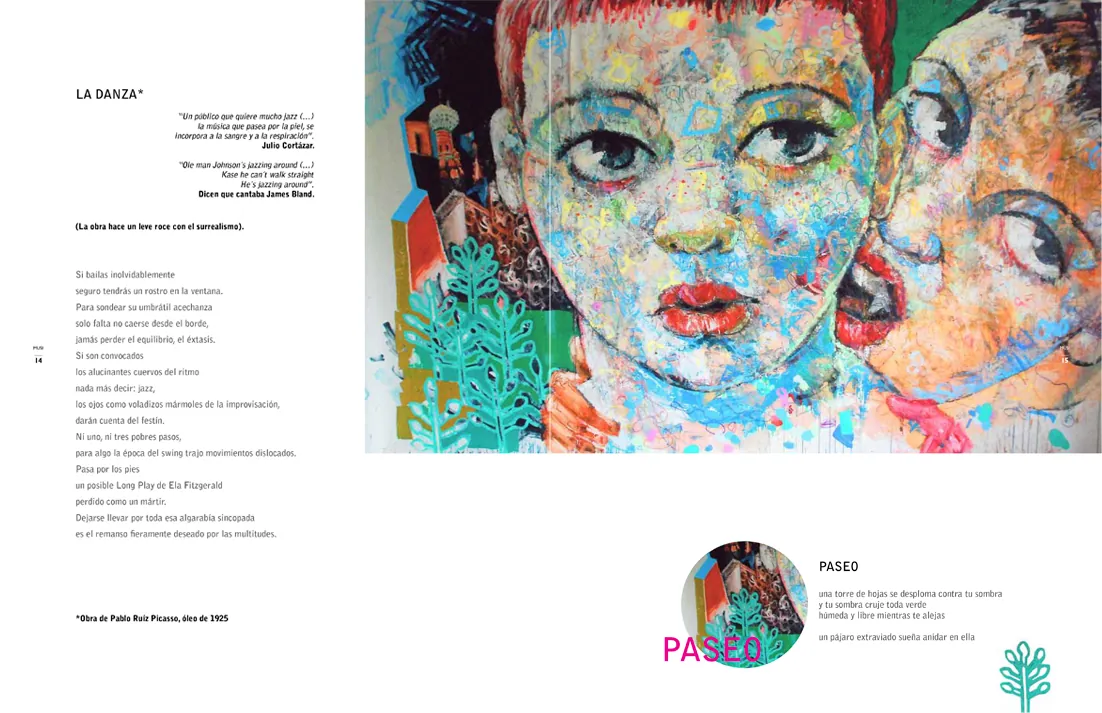 LA DANZA*
"Un público que quiere mucho jazz (...)
la música que pasea por la piel, se
incorpora a la sangre y a la respiración".
Julio Cortázar.
"Ole man Johnson's jazzing around (...)
Kase he can't walk straight
He's jazzing around".
Dicen que cantaba James Bland.
(La obra hace un leve roce con el surrealismo).
Si bailas inolvidablemente
seguro tendrás un rostro en la ventana.
Para sondear su umbrátil acechanza
solo falta no caerse desde el borde,
jamás perder el equilibrio, el éxtasis.
Si son convocados
los alucinantes cuervos del ritmo
nada más decir: jazz,
los ojos como voladizos mármoles de la improvisación,
darán cuenta del festín.
Ni uno, ni tres pobres pasos,
para algo la época del swing trajo movimientos dislocados.
Pasa por los pies
un posible Long Play de Ela Fitzgerald
perdido como un mártir.
Dejarse llevar por toda esa algarabía sincopada
es el remanso fieramente deseado por las multitudes.
*Obra de Pablo Ruíz Picasso, óleo de 1925
14
15
PASEO
PASEO
una torre de hojas se desploma contra tu sombra
y tu sombra cruje toda verde
húmeda y libre mientras te alejas
un pájaro extraviado sueña anidar en ella